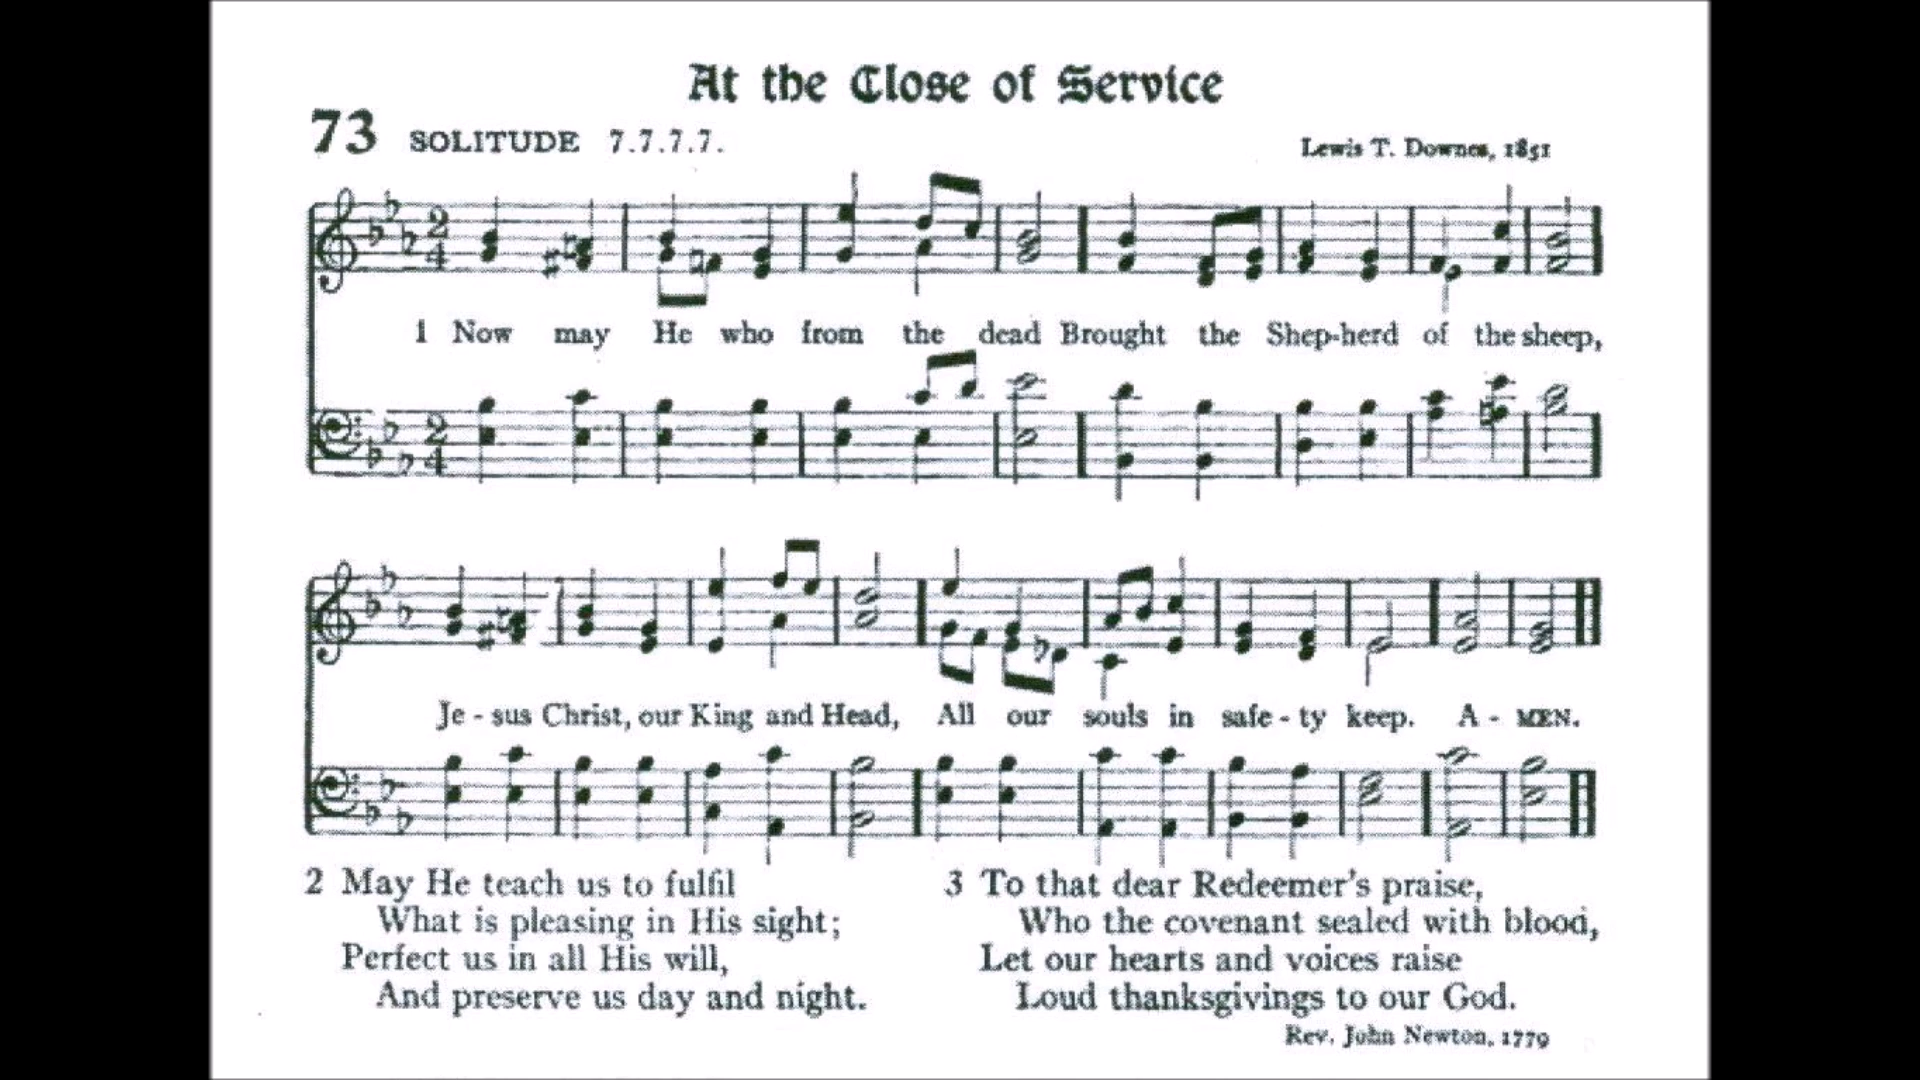 At the Close of Service
73 SOLITUDE 7.7.7.7.
Lewis T. Downes, 1851
1 Now may He who from the dead Brought the Shep-herd of the sheep,
Je - sus Christ, our King and Head, All our souls in safe - ty keep. A - MEN.
2 May He teach us to fulfil
What is pleasing in His sight;
Perfect us in all His will,
And preserve us day and night.
3 To that dear Redeemer's praise,
Who the covenant sealed with blood,
Let our hearts and voices raise
Loud thanksgivings to our God.
Rev. John Newton, 1779